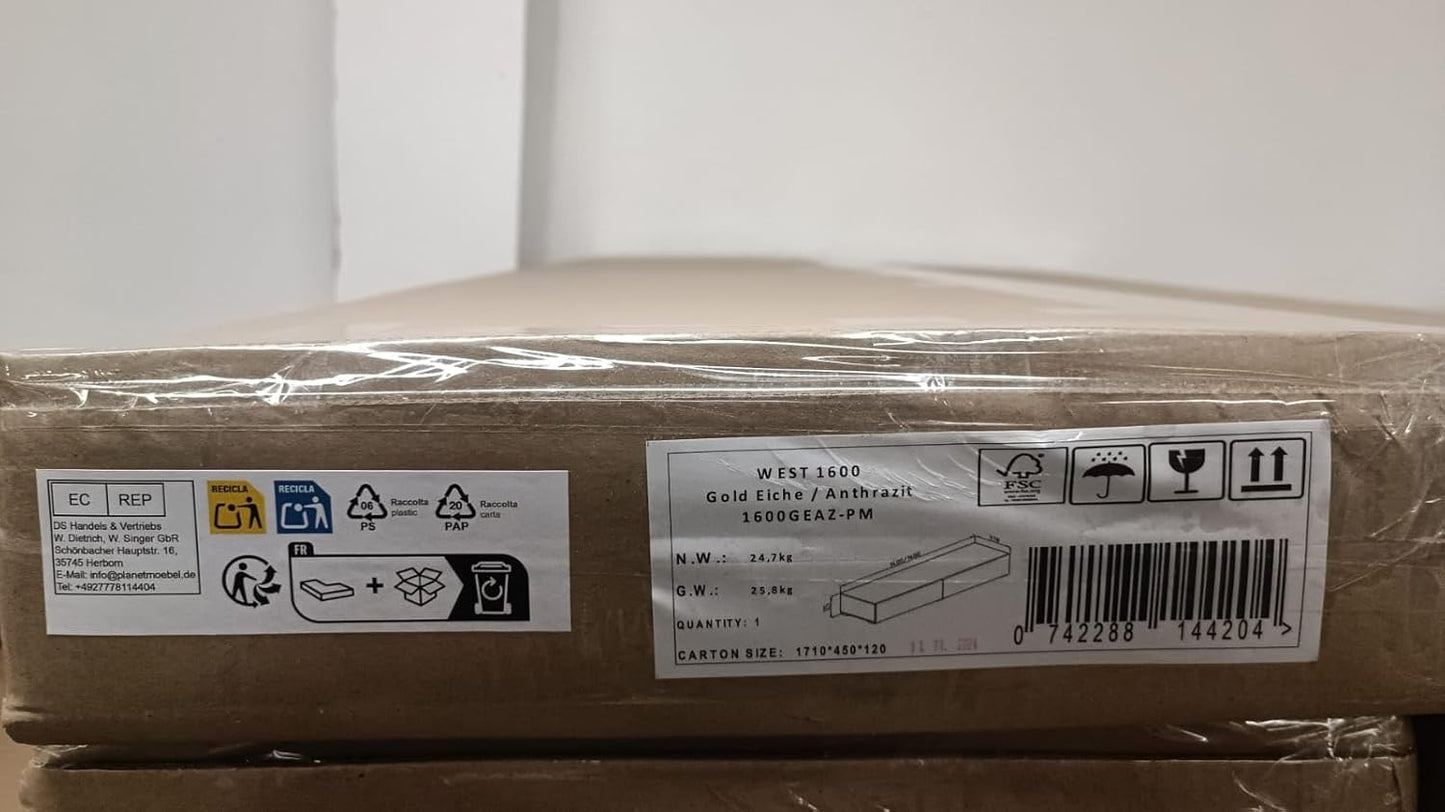 EC REP
DS Handels & Vertriebs
W. Dietrich, W. Singer GbR
Schönbacher Hauptstr. 16,
35745 Herborn
E-Mail: info@planetmoebel.de
Tel: +4927778114404
RECICLA
RECICLA
06
PS
Raccolta
plastic
20
PAP
Raccolta
carta
FR
WEST 1600
Gold Eiche / Anthrazit
1600GEAZ-PM
N.W.: 24,7kg
G.W.: 25,8kg
QUANTITY: 1
CARTON SIZE: 1710*450*120
FSC
0 742288 144204 >